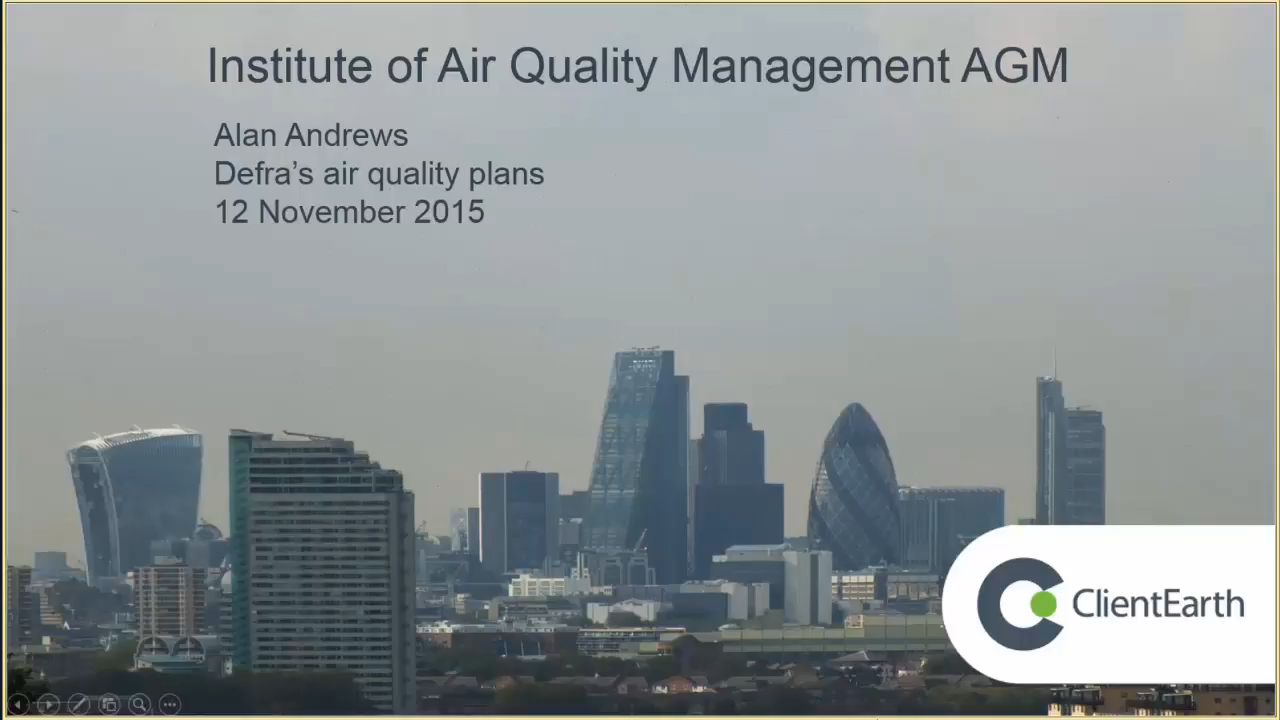 Institute of Air Quality Management AGM
Alan Andrews
Defra’s air quality plans
12 November 2015
ClientEarth